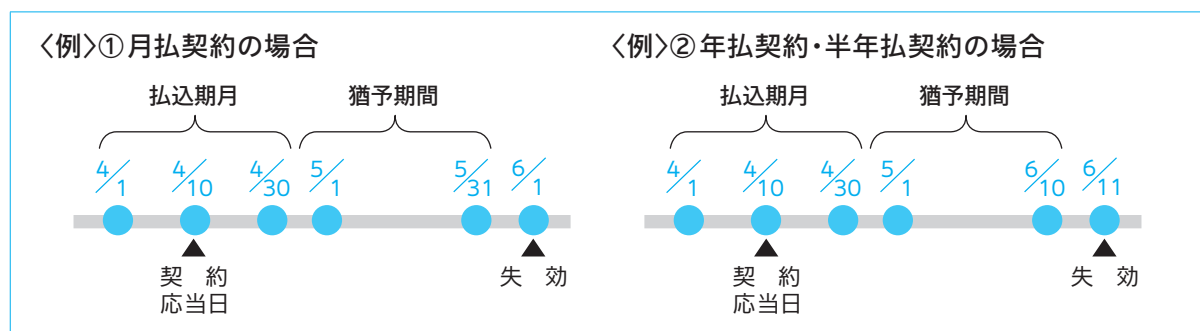 〈例〉①月払契約の場合
払込期月
猶予期間
4/1
4/10
4/30
5/1
5/31
6/1
契約
応当日
失効
〈例〉②年払契約・半年払契約の場合
払込期月
猶予期間
4/1
4/10
4/30
5/1
6/10
6/11
契約
応当日
失効